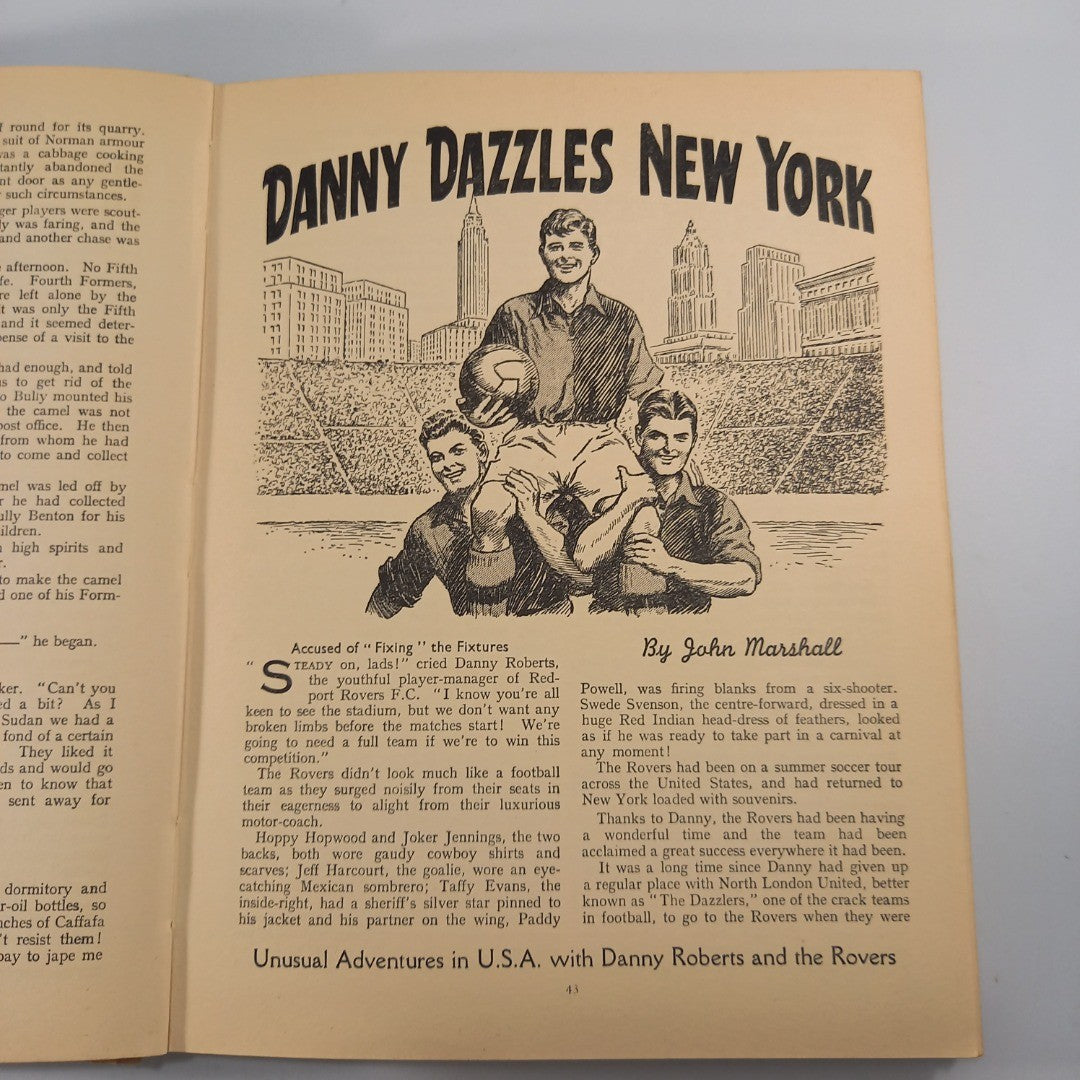 f round for its quarry.
suit of Norman armour
was a cabbage cooking
tantly abandoned the
nt door as any gentle-
such circumstances.
ger players were scout-
ly was faring, and the
and another chase was
afternoon. No Fifth
fe. Fourth Formers,
re left alone by the
it was only the Fifth
and it seemed deter-
pense of a visit to the
had enough, and told
us to get rid of the
o Bully mounted his
the camel was not
post office. He then
from whom he had
to come and collect
mel was led off by
r he had collected
ully Benton for his
ildren.
high spirits and
r.
to make the camel
d one of his Form-
—" he began.
ker. "Can't you
ed a bit? As I
Sudan we had a
fond of a certain
They liked it
ds and would go
en to know that
sent away for
dormitory and
r-oil bottles, so
nches of Caffafa
't resist them!
pay to jape me
DANNY DAZZLES NEW YORK
Accused of "Fixing" the Fixtures
By John Marshall
"STEADY on, lads!" cried Danny Roberts,
the youthful player-manager of Red-
port Rovers F.C. "I know you're all
keen to see the stadium, but we don't want any
broken limbs before the matches start! We're
going to need a full team if we're to win this
competition."
The Rovers didn't look much like a football
team as they surged noisily from their seats in
their eagerness to alight from their luxurious
motor-coach.
Hoppy Hopwood and Joker Jennings, the two
backs, both wore gaudy cowboy shirts and
scarves; Jeff Harcourt, the goalie, wore an eye-
catching Mexican sombrero; Taffy Evans, the
inside-right, had a sheriff's silver star pinned to
his jacket and his partner on the wing, Paddy
Powell, was firing blanks from a six-shooter.
Swede Svenson, the centre-forward, dressed in a
huge Red Indian head-dress of feathers, looked
as if he was ready to take part in a carnival at
any moment!
The Rovers had been on a summer soccer tour
across the United States, and had returned to
New York loaded with souvenirs.
Thanks to Danny, the Rovers had been having
a wonderful time and the team had been
acclaimed a great success everywhere it had been.
It was a long time since Danny had given up
a regular place with North London United, better
known as "The Dazzlers," one of the crack teams
in football, to go to the Rovers when they were
Unusual Adventures in U.S.A. with Danny Roberts and the Rovers
43